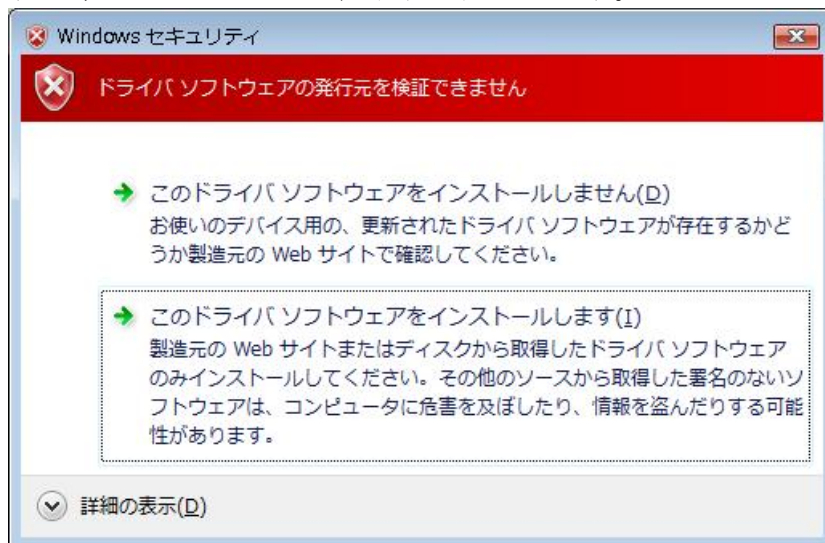 Windows セキュリティ
ドライバ ソフトウェアの発行元を検証できません
このドライバ ソフトウェアをインストールしません(D)
お使いのデバイス用の、更新されたドライバ ソフトウェアが存在するかど
うか製造元の Web サイトで確認してください。
このドライバ ソフトウェアをインストールします(I)
製造元の Web サイトまたはディスクから取得したドライバ ソフトウェア
のみインストールしてください。その他のソースから取得した署名のないソ
フトウェアは、コンピュータに危害を及ぼしたり、情報を盗んだりする可能
性があります。
詳細の表示(D)